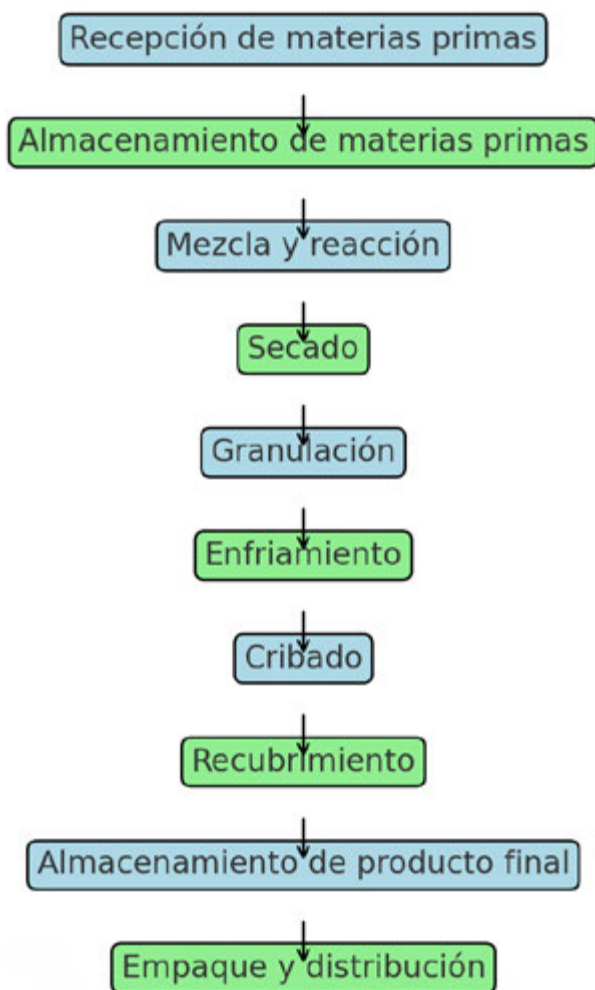 Recepción de materias primas
Almacenamiento de materias primas
Mezcla y reacción
Secado
Granulación
Enfriamiento
Cribado
Recubrimiento
Almacenamiento de producto final
Empaque y distribución